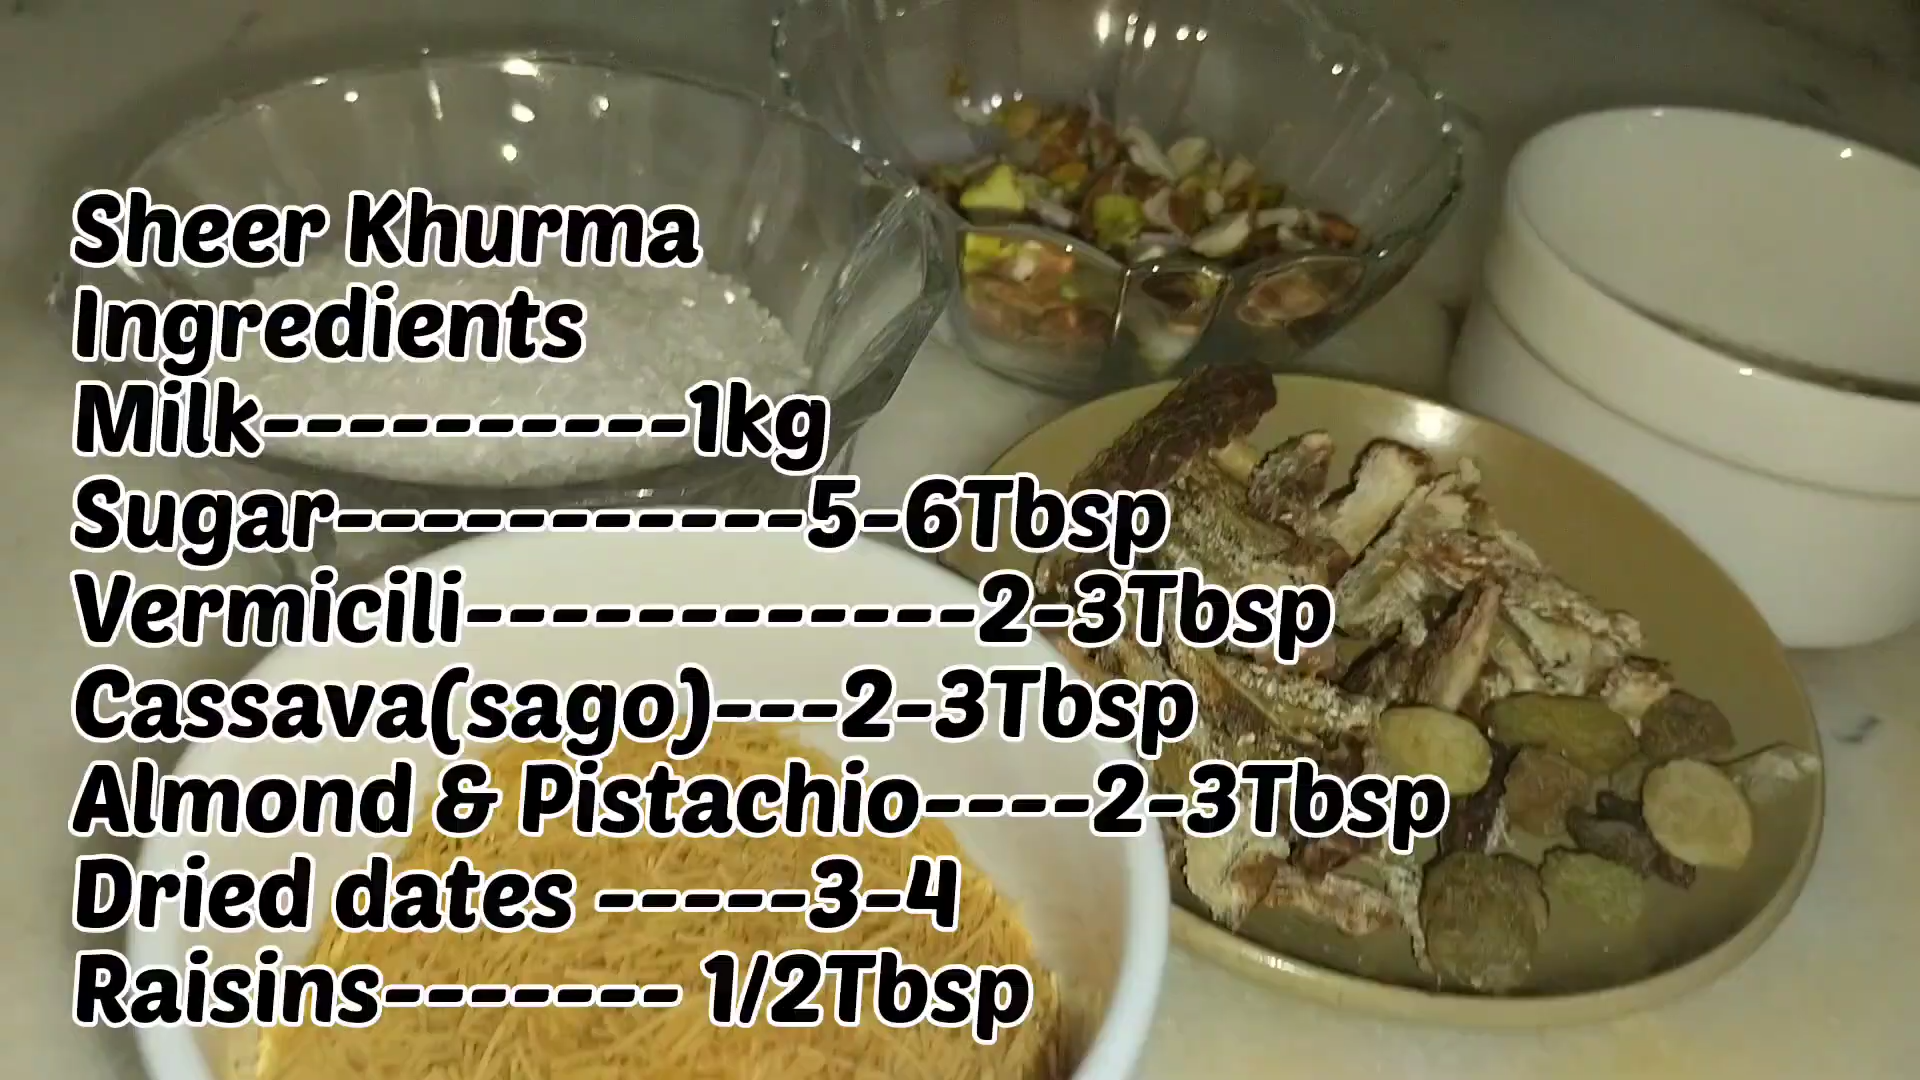 Sheer Khurma
Ingredients
Milk----------1kg
Sugar-----------5-6Tbsp
Vermicili------------2-3Tbsp
Cassava(sago)---2-3Tbsp
Almond & Pistachio----2-3Tbsp
Dried dates -----3-4
Raisins------- 1/2Tbsp